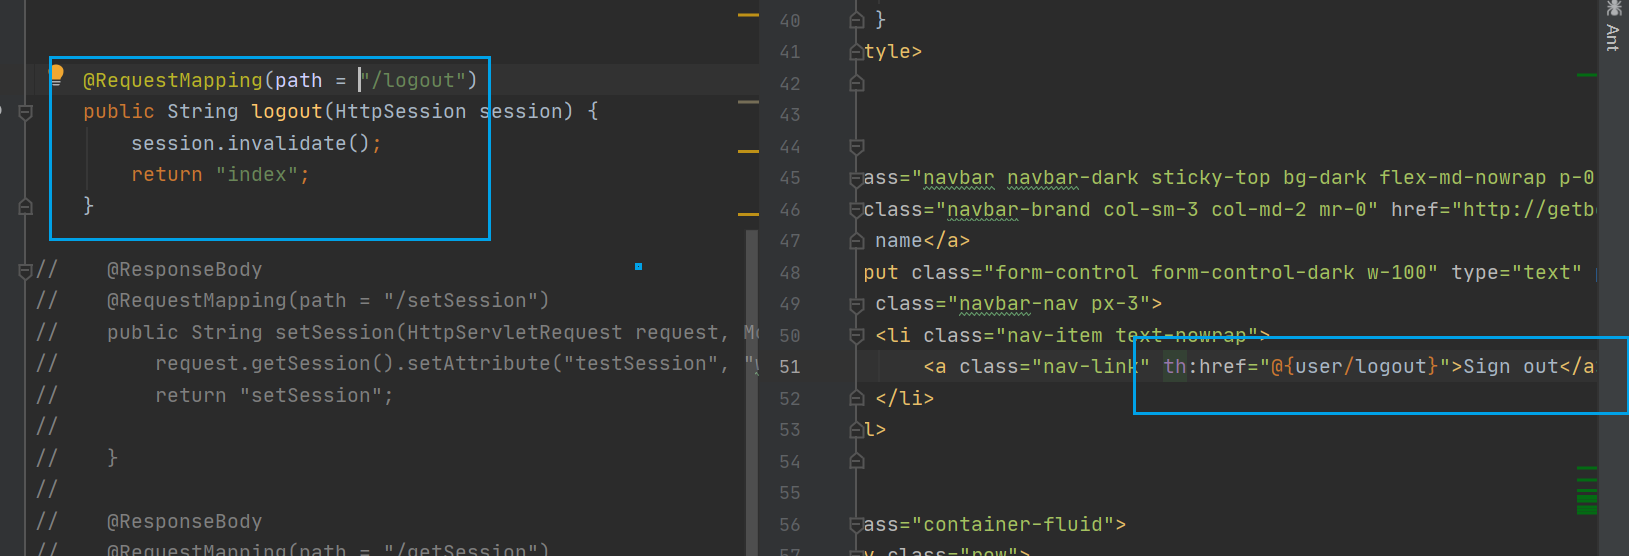 @RequestMapping(path = "/logout")
public String logout(HttpSession session) {
session.invalidate();
return "index";
}
// @ResponseBody
// @RequestMapping(path = "/setSession")
// public String setSession(HttpServletRequest request, Mo
// request.getSession().setAttribute("testSession", "y
// return "setSession";
//
// }
//
// @ResponseBody
// @RequestMapping(path = "/getSession")
40 }
41 tyle>
42
43
44
45 ass="navbar navbar-dark sticky-top bg-dark flex-md-nowrap p-0
46 class="navbar-brand col-sm-3 col-md-2 mr-0" href="http://getbo
47 name</a>
48 put class="form-control form-control-dark w-100" type="text" p
49 class="navbar-nav px-3">
50 <li class="nav-item text-nowrap">
51 <a class="nav-link" th:href="@{user/logout}">Sign out</a>
52 </li>
53 l>
54
55
56 ass="container-fluid">
57 v class="row">
Ant